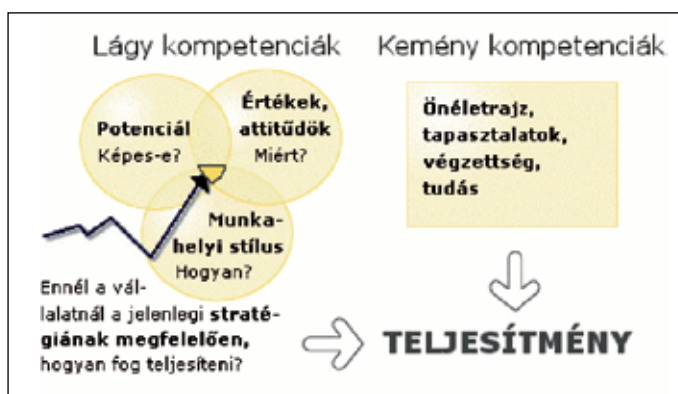 Lágy kompetenciák
Kemény kompetenciák
Potenciál
Képes-e?
Értékek,
attitűdök
Miért?
Munka-
helyi stílus
Hogyan?
Ennél a vál-
lalatnál a jelenlegi straté-
giának megfelelően,
hogyan fog teljesíteni?
Önéletrajz,
tapasztalatok,
végzettség,
tudás
TELJESÍTMÉNY